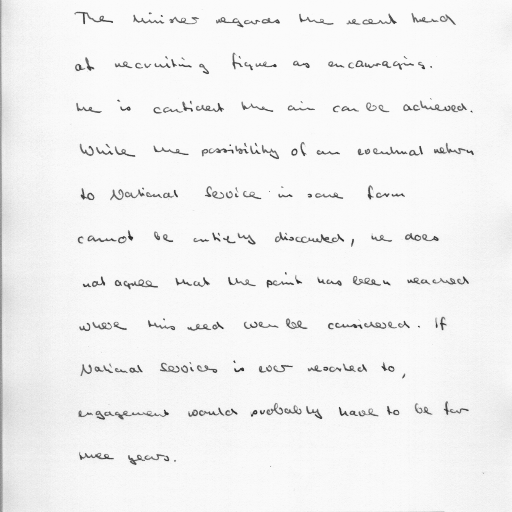 The Minister regards the recent trend
of recruiting figures as encouraging.
He is confident the aim can be achieved.
While the possibility of an eventual return
to National Service in some form
cannot be entirely discounted, he does
not agree that the point has been reached
where this need even be considered. If
National Services is ever resorted to,
engagement would probably have to be for
three years.